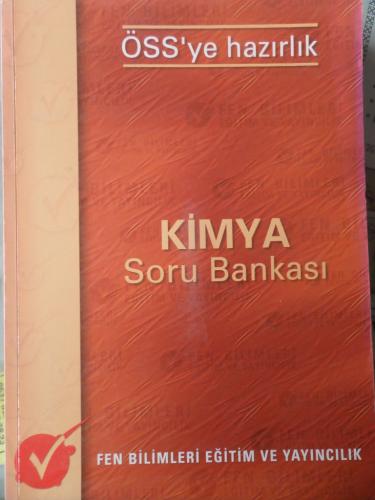 ÖSS'ye hazırlık
KİMYA
Soru Bankası
FEN BİLİMLERİ EĞİTİM VE YAYINCILIK